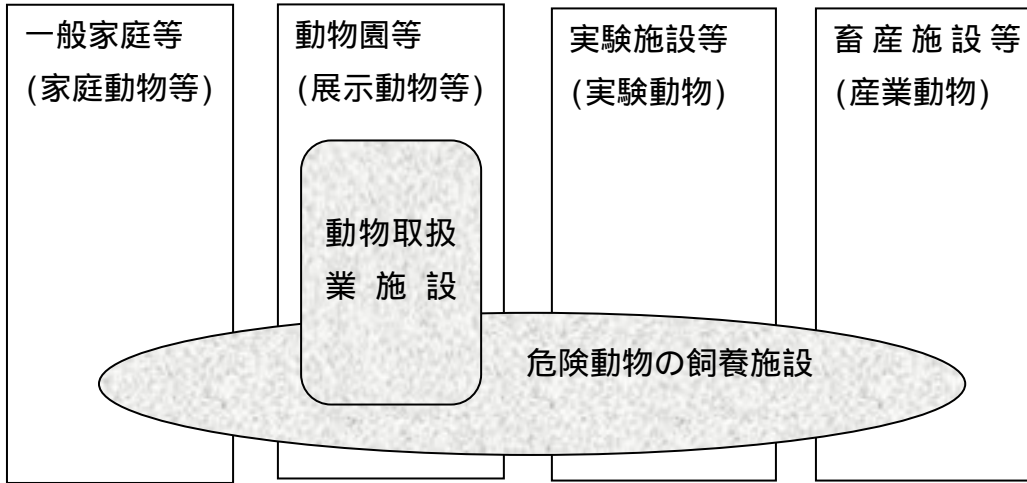 一般家庭等
(家庭動物等)
動物園等
(展示動物等)
実験施設等
(実験動物)
畜産施設等
(産業動物)
動物取扱
業施設
危険動物の飼養施設